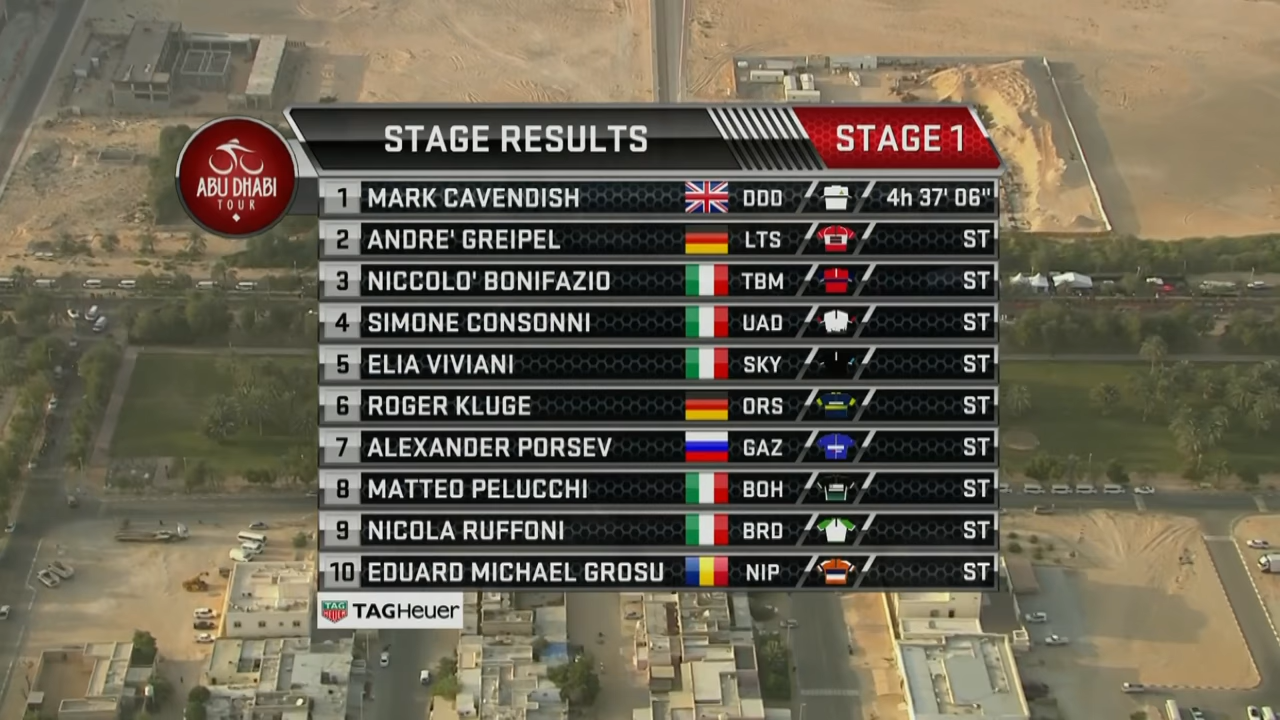 STAGE RESULTS STAGE 1
ABU DHABI
TOUR
1 MARK CAVENDISH DDD 4h 37' 06"
2 ANDRE' GREIPEL LTS ST
3 NICCOLO' BONIFAZIO TBM ST
4 SIMONE CONSONNI UAD ST
5 ELIA VIVIANI SKY ST
6 ROGER KLUGE ORS ST
7 ALEXANDER PORSEV GAZ ST
8 MATTEO PELUCCHI BOH ST
9 NICOLA RUFFONI BRD ST
10 EDUARD MICHAEL GROSU NIP ST
TAG HEUER TAGHeuer